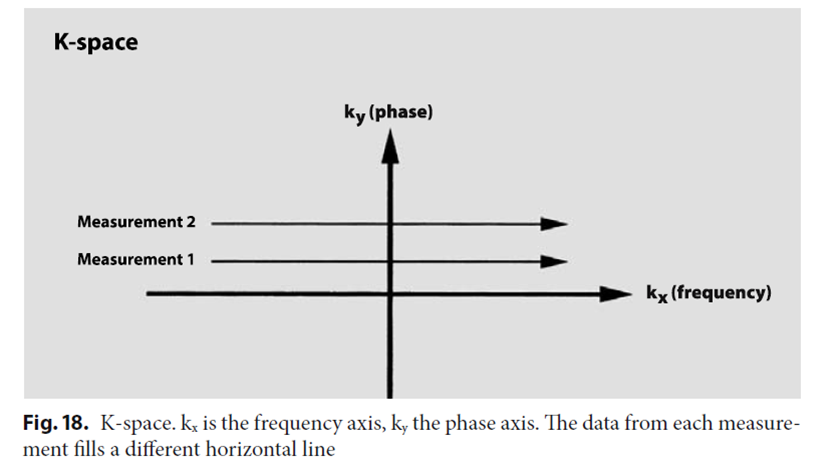 K-space
ky (phase)
Measurement 2
Measurement 1
kx (frequency)
Fig. 18. K-space. kx is the frequency axis, ky the phase axis. The data from each measure-
ment fills a different horizontal line